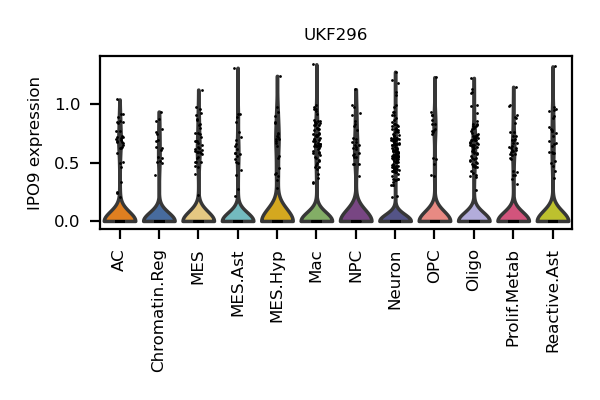 UKF296
IPO9 expression
1.0
0.5
0.0
AC
Chromatin.Reg
MES
MES.Ast
MES.Hyp
Mac
NPC
Neuron
OPC
Oligo
Prolif.Metab
Reactive.Ast